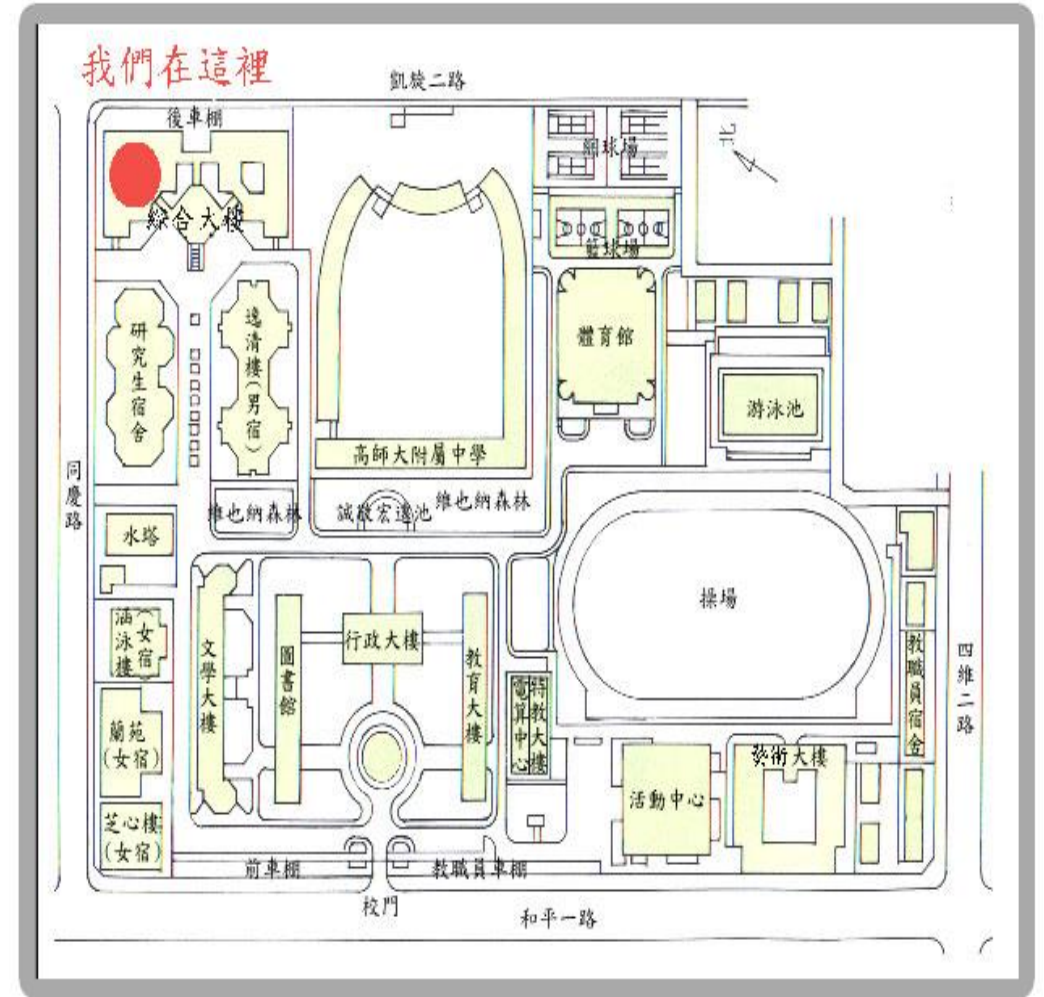 我們在這裡
凱旋二路
後車棚
北
網球場
綜合大樓
籃球場
研究生宿舍
逸清樓(男宿)
體育館
游泳池
高師大附屬中學
同慶路
維也納森林
誠敬宏遠池
維也納森林
水塔
操場
涵泳樓
(女宿)
文學大樓
圖書館
行政大樓
教育大樓
電算中心
特教大樓
教職員宿舍
四維二路
蘭苑
(女宿)
藝術大樓
活動中心
芝心樓
(女宿)
前車棚
教職員車棚
校門
和平一路